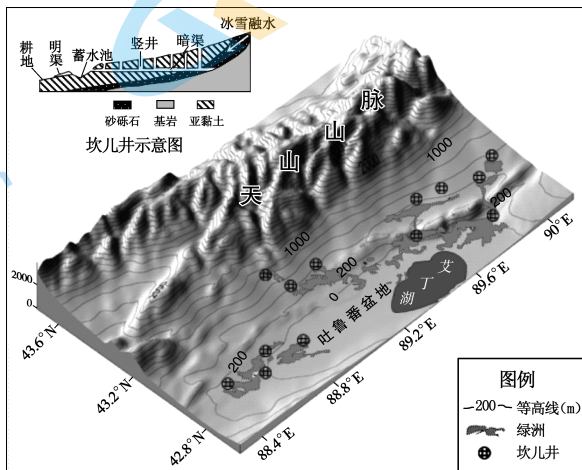 冰雪融水
暗渠
竖井
蓄水池
明渠
耕地
砂砾石 基岩 亚黏土
坎儿井示意图
天山山脉
1000
200
1000
200
0
200
吐鲁番盆地
艾丁湖
2000
0
43.6°N
43.2°N
42.8°N
88.4°E
88.8°E
89.2°E
89.6°E
90°E
图例
200 等高线(m)
绿洲
坎儿井